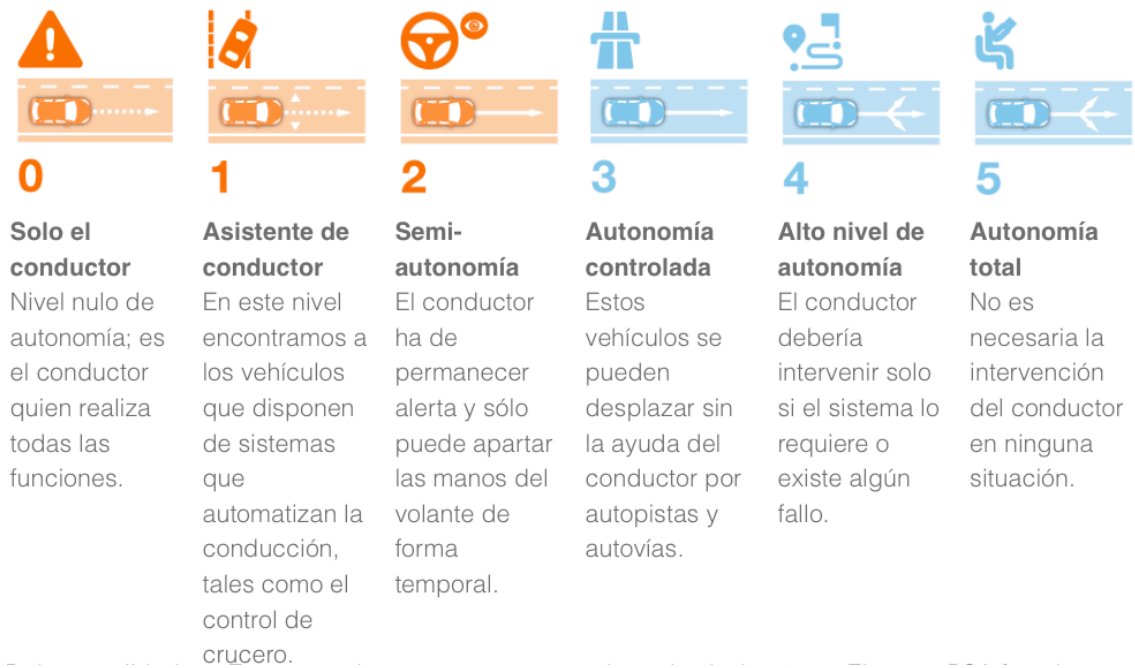 0
Solo el
conductor
Nivel nulo de
autonomía; es
el conductor
quien realiza
todas las
funciones.
1
Asistente de
conductor
En este nivel
encontramos a
los vehículos
que disponen
de sistemas
que
automatizan la
conducción,
tales como el
control de
crucero.
2
Semi-
autonomía
El conductor
ha de
permanecer
alerta y sólo
puede apartar
las manos del
volante de
forma
temporal.
3
Autonomía
controlada
Estos
vehículos se
pueden
desplazar sin
la ayuda del
conductor por
autopistas y
autovías.
4
Alto nivel de
autonomía
El conductor
debería
intervenir solo
si el sistema lo
requiere o
existe algún
fallo.
5
Autonomía
total
No es
necesaria la
intervención
del conductor
en ninguna
situación.